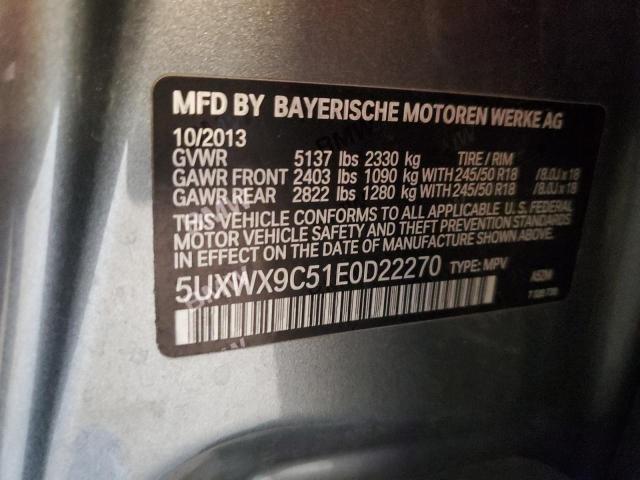 MFD BY BAYERISCHE MOTOREN WERKE AG
10/2013
GVWR 5137 lbs 2330 kg TIRE / RIM
GAWR FRONT 2403 lbs 1090 kg WITH 245/50 R18 /8.0J x 18
GAWR REAR 2822 lbs 1280 kg WITH 245/50 R18 /8.0J x 18
THIS VEHICLE CONFORMS TO ALL APPLICABLE U.S. FEDERAL
MOTOR VEHICLE SAFETY AND THEFT PREVENTION STANDARDS
IN EFFECT ON THE DATE OF MANUFACTURE SHOWN ABOVE.
5UXWX9C51E0D22270 TYPE: MPV